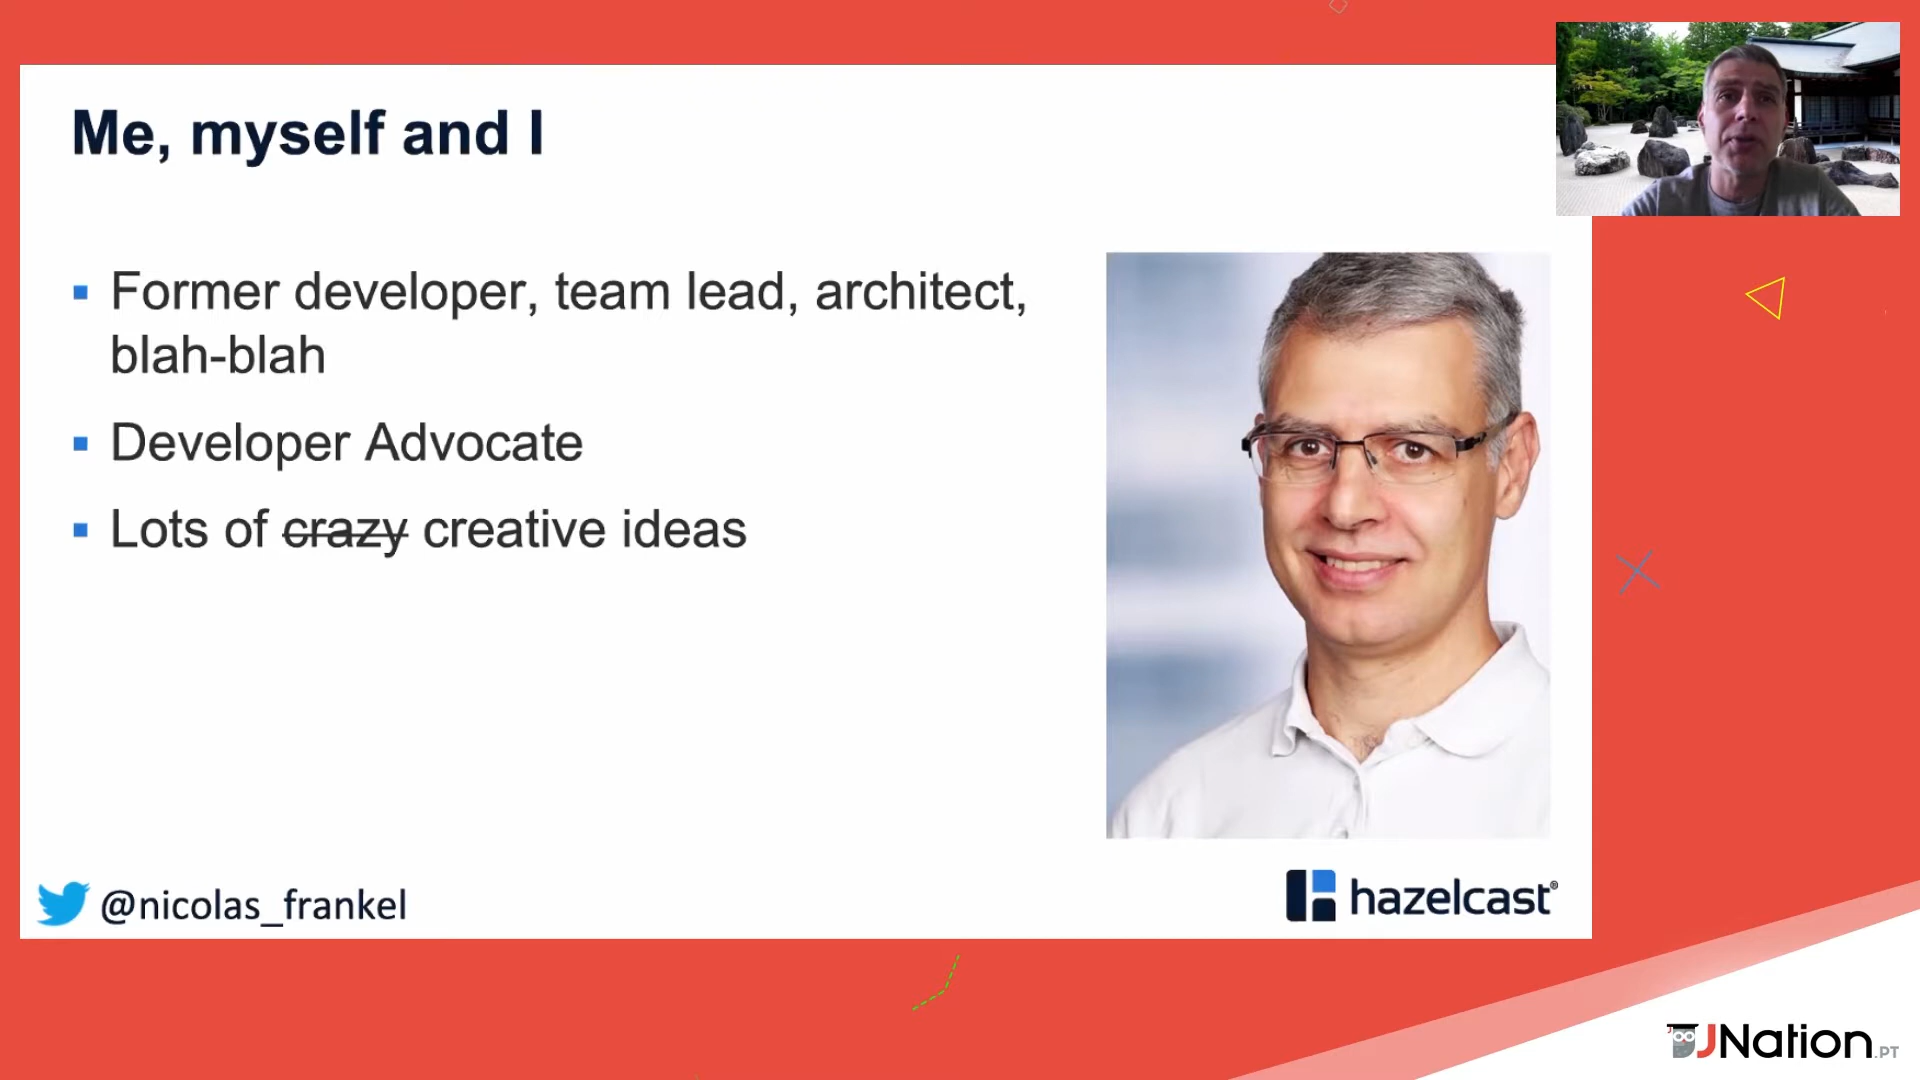 Me, myself and I
Former developer, team lead, architect,
blah-blah
Developer Advocate
Lots of crazy creative ideas
@nicolas_frankel
hazelcast®
JNation.PT